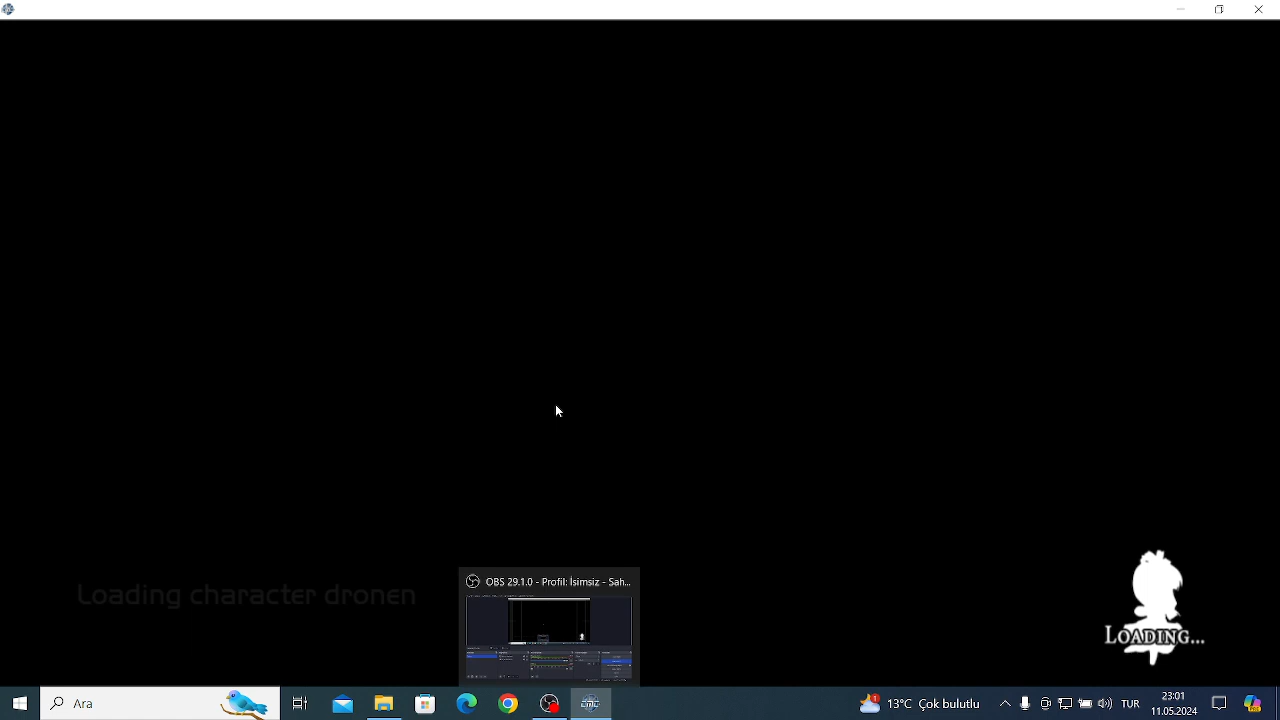 Loading character dronen
OBS 29.1.0 - Profil: İsimsiz - Sah...
LOADING...
Ara
1
13°C Çok bulutlu
TUR
23:01
11.05.2024